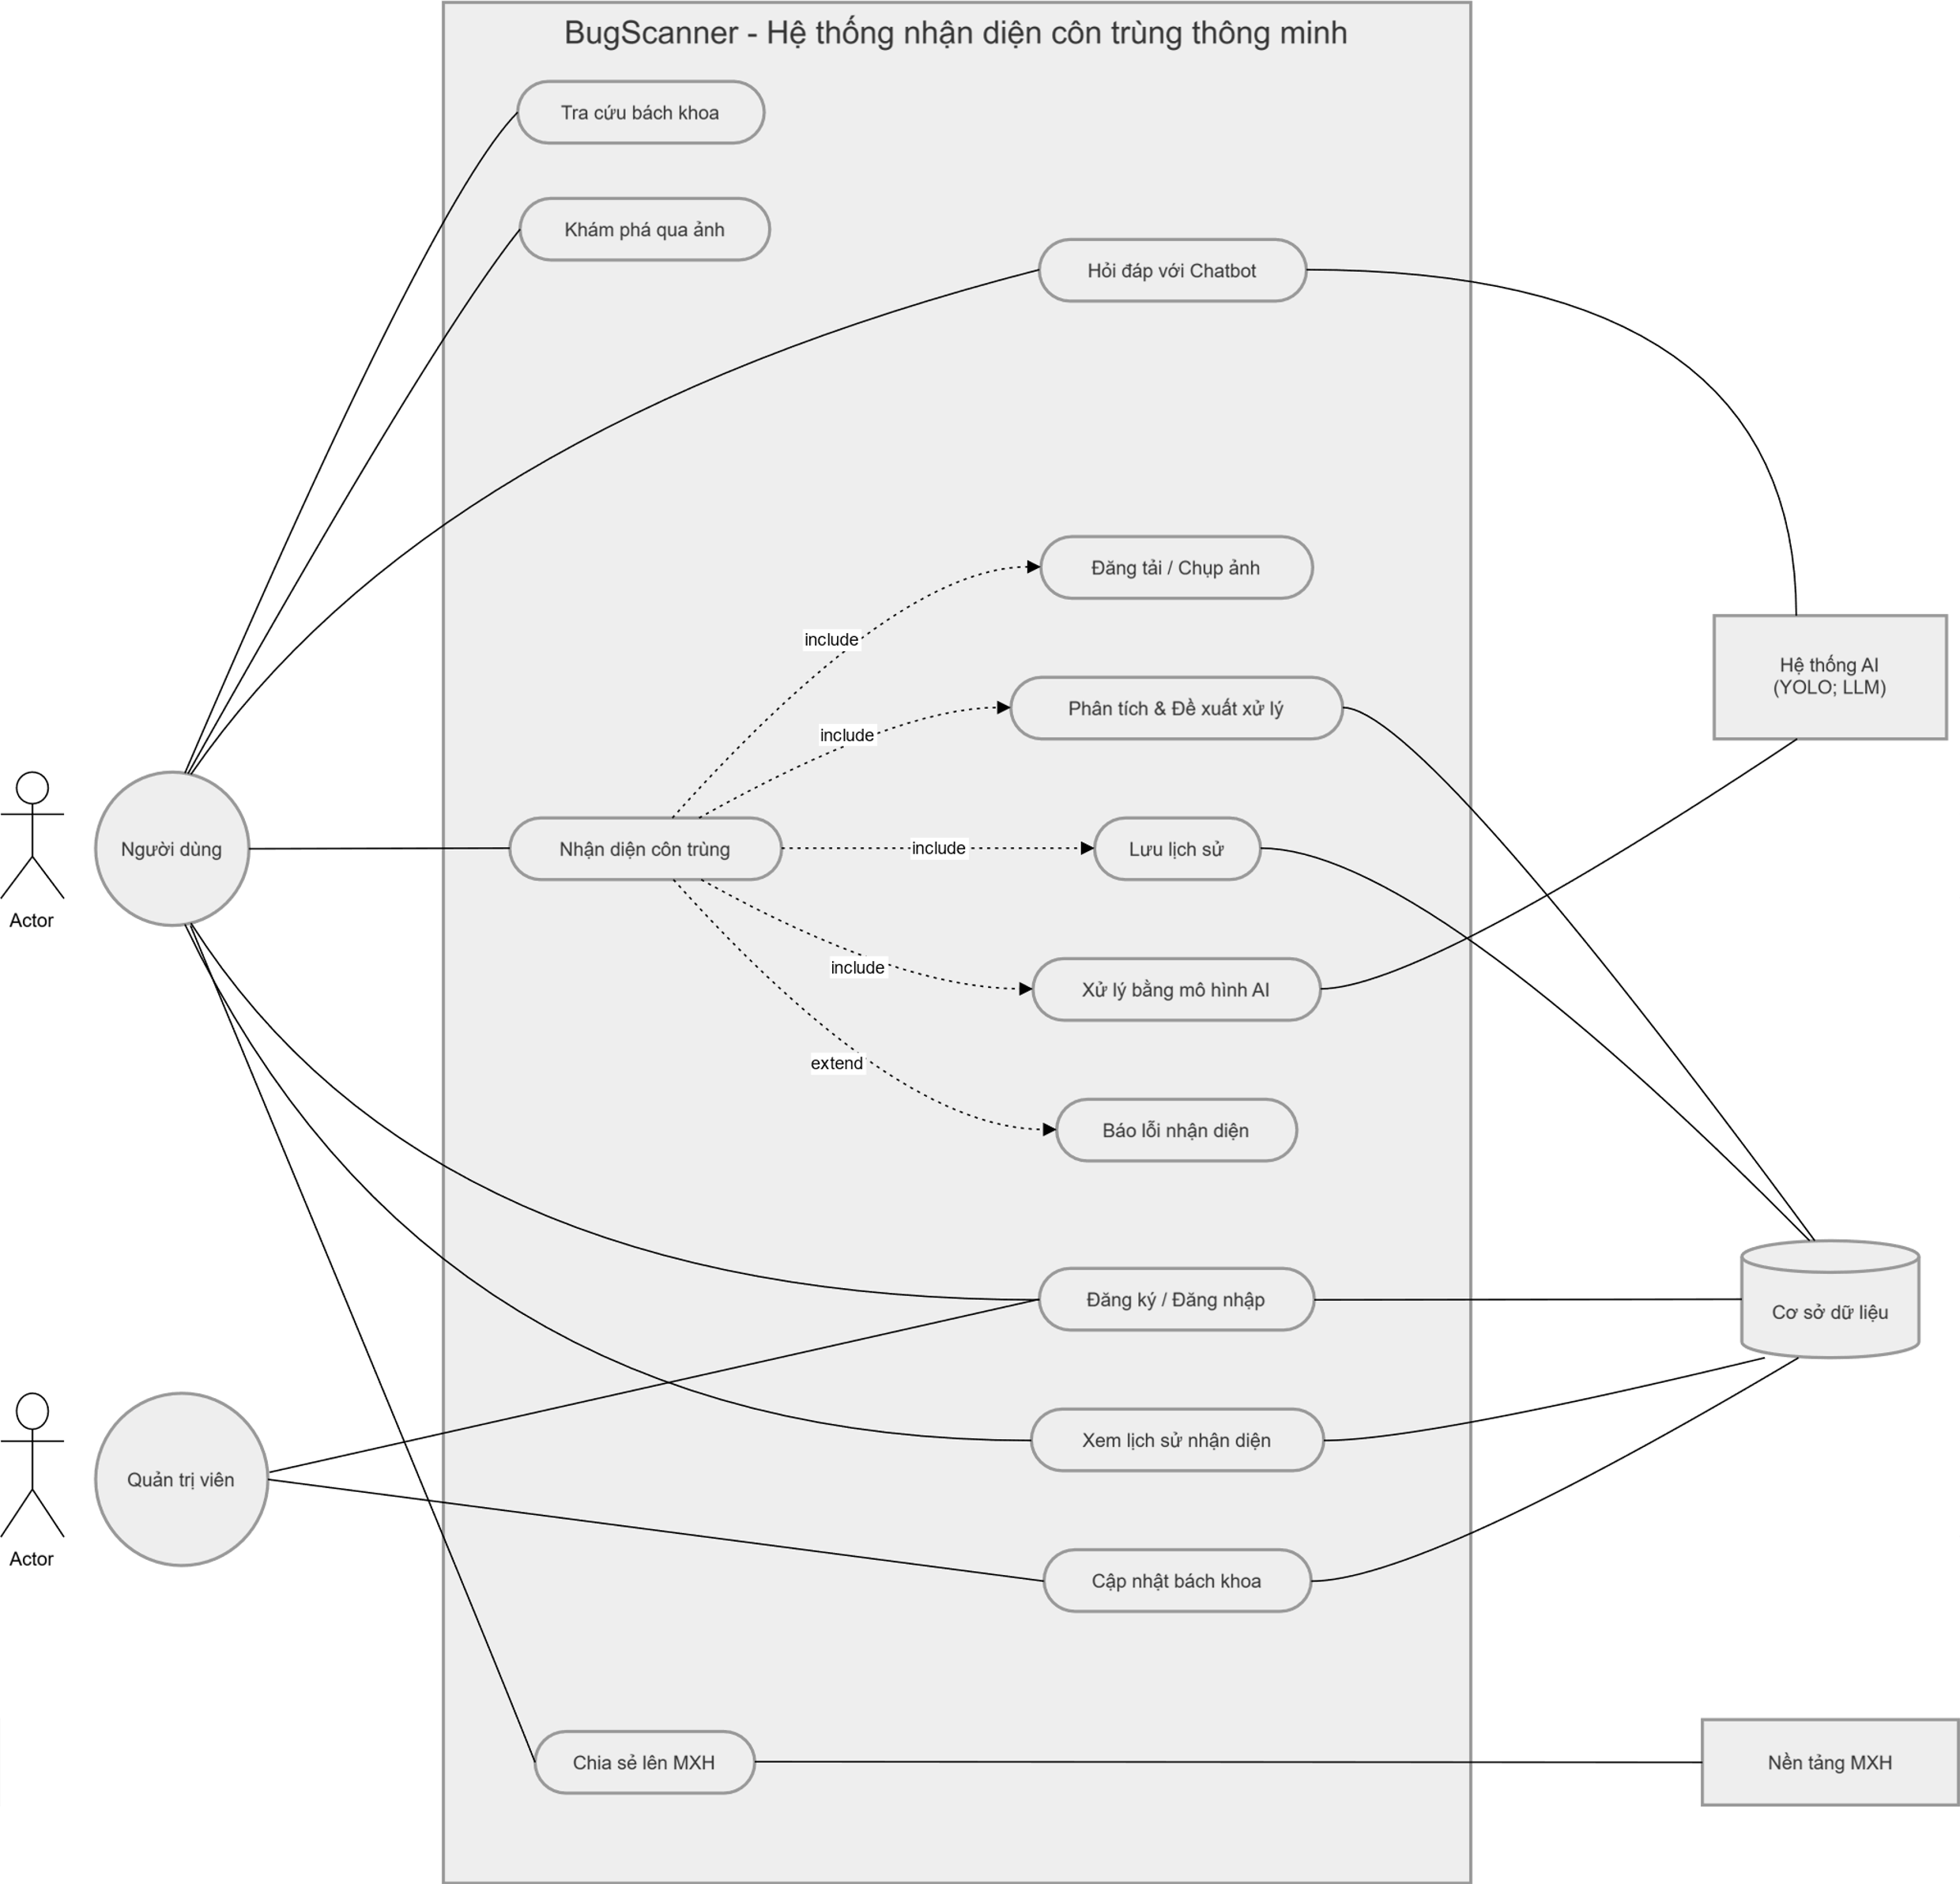 BugScanner - Hệ thống nhận diện côn trùng thông minh
Tra cứu bách khoa
Khám phá qua ảnh
Hỏi đáp với Chatbot
Đăng tải / Chụp ảnh
include
Hệ thống AI
(YOLO; LLM)
Phân tích & Đề xuất xử lý
include
Người dùng
Nhận diện côn trùng
include
Lưu lịch sử
Actor
include
Xử lý bằng mô hình AI
extend
Báo lỗi nhận diện
Đăng ký / Đăng nhập
Cơ sở dữ liệu
Xem lịch sử nhận diện
Quản trị viên
Actor
Cập nhật bách khoa
Chia sẻ lên MXH
Nền tảng MXH